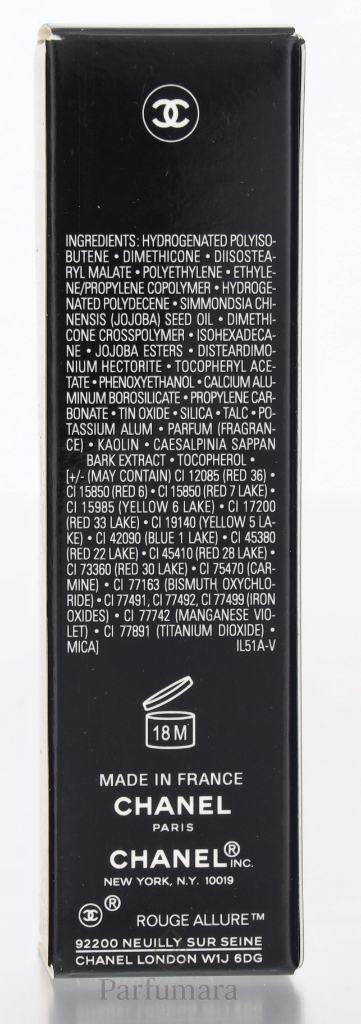 INGREDIENTS: HYDROGENATED POLYISO-
BUTENE • DIMETHICONE • DIISOSTEA-
RYL MALATE • POLYETHYLENE • ETHYLE-
NE/PROPYLENE COPOLYMER • HYDROGE-
NATED POLYDECENE • SIMMONDSIA CHI-
NENSIS (JOJOBA) SEED OIL • DIMETHI-
CONE CROSSPOLYMER • ISOHEXADECA-
NE • JOJOBA ESTERS • DISTEARDIMO-
NIUM HECTORITE • TOCOPHERYL ACE-
TATE • PHENOXYETHANOL • CALCIUM ALU-
MINUM BOROSILICATE • PROPYLENE CAR-
BONATE • TIN OXIDE • SILICA • TALC • PO-
TASSIUM ALUM • PARFUM (FRAGRAN-
CE) • KAOLIN • CAESALPINIA SAPPAN
BARK EXTRACT • TOCOPHEROL •
[+/- (MAY CONTAIN) CI 12085 (RED 36) •
CI 15850 (RED 6) • CI 15850 (RED 7 LAKE) •
CI 15985 (YELLOW 6 LAKE) • CI 17200
(RED 33 LAKE) • CI 19140 (YELLOW 5 LA-
KE) • CI 42090 (BLUE 1 LAKE) • CI 45380
(RED 22 LAKE) • CI 45410 (RED 28 LAKE) •
CI 73360 (RED 30 LAKE) • CI 75470 (CAR-
MINE) • CI 77163 (BISMUTH OXYCHLO-
RIDE) • CI 77491, CI 77492, CI 77499 (IRON
OXIDES) • CI 77742 (MANGANESE VIO-
LET) • CI 77891 (TITANIUM DIOXIDE) •
MICA] IL51A-V
18 M
MADE IN FRANCE
CHANEL
PARIS
CHANEL® INC.
NEW YORK, N.Y. 10019
® ROUGE ALLURE™
92200 NEUILLY SUR SEINE
CHANEL LONDON W1J 6DG
Parfumara